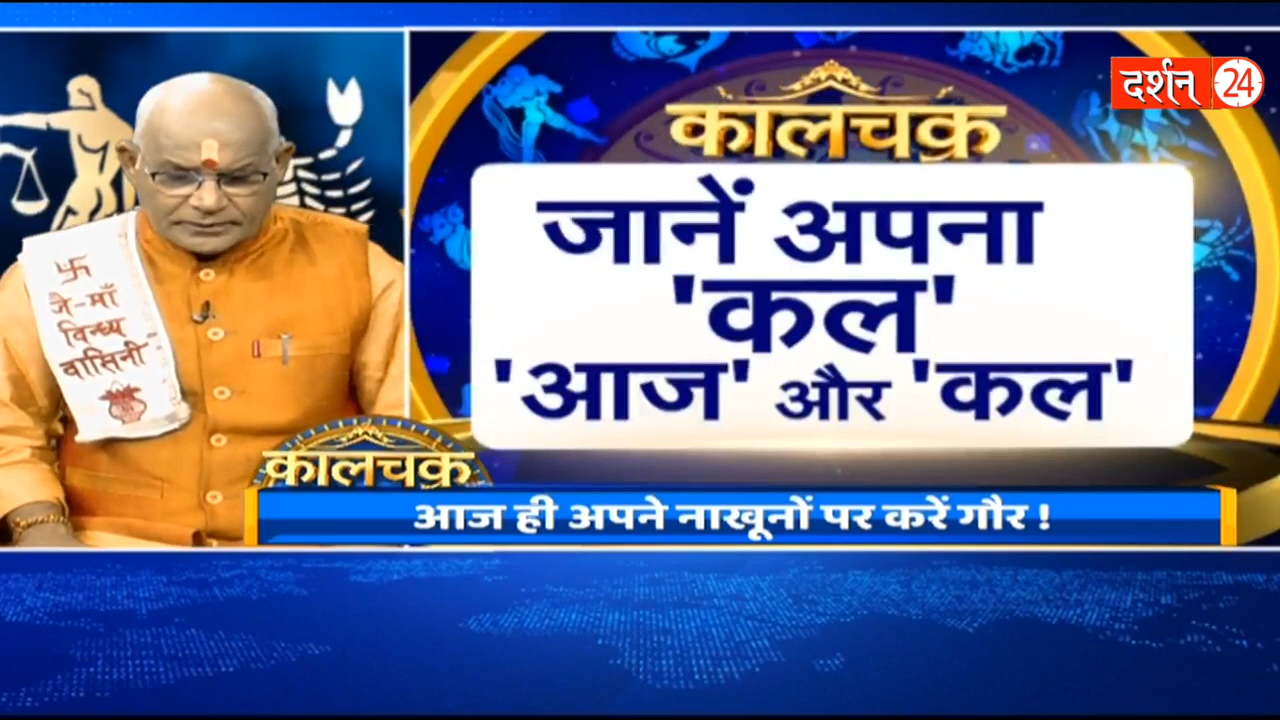 दर्शन 24
कालचक्र
जानें अपना
'कल'
'आज' और 'कल'
जै-माँ
विन्ध्य
वासिनी
कालचक्र
आज ही अपने नाखूनों पर करें गौर !